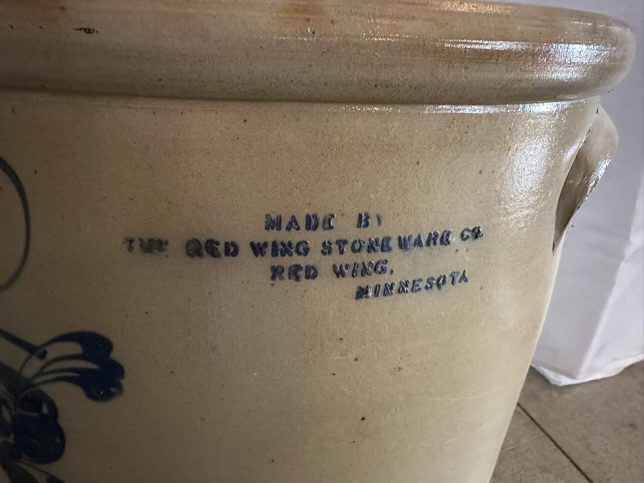 MADE BY
THE RED WING STONEWARE CO.
RED WING,
MINNESOTA